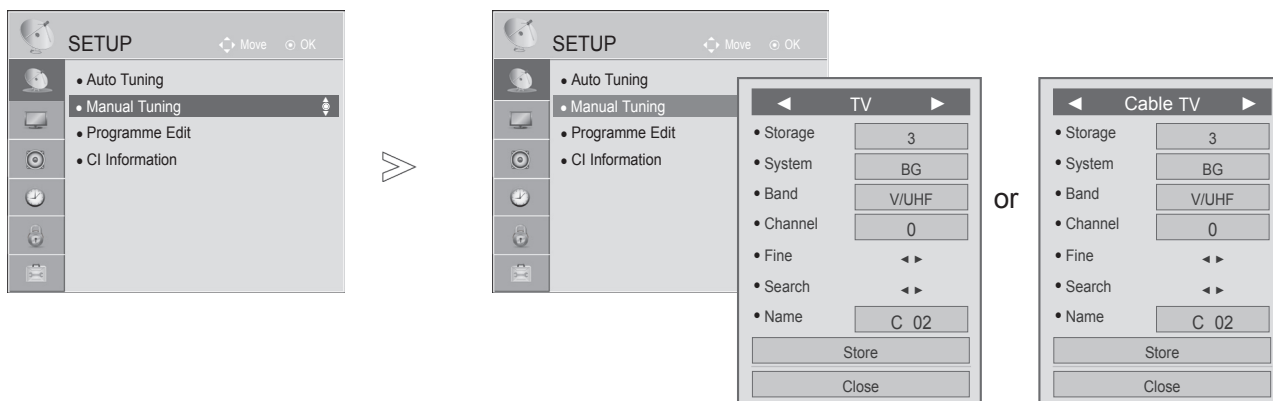 SETUP
Move OK
• Auto Tuning
• Manual Tuning
• Programme Edit
• CI Information
SETUP
Move OK
• Auto Tuning
• Manual Tuning
• Programme Edit
• CI Information
◄ TV ►
• Storage 3
• System BG
• Band V/UHF
• Channel 0
• Fine ◄ ►
• Search ◄ ►
• Name C 02
Store
Close
or
◄ Cable TV ►
• Storage 3
• System BG
• Band V/UHF
• Channel 0
• Fine ◄ ►
• Search ◄ ►
• Name C 02
Store
Close